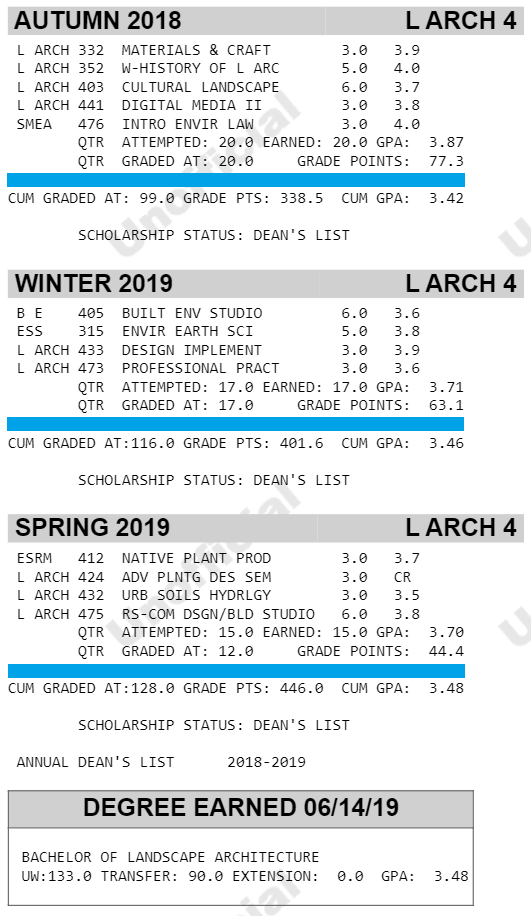 AUTUMN 2018 L ARCH 4
L ARCH 332 MATERIALS & CRAFT 3.0 3.9
L ARCH 352 W-HISTORY OF L ARC 5.0 4.0
L ARCH 403 CULTURAL LANDSCAPE 6.0 3.7
L ARCH 441 DIGITAL MEDIA II 3.0 3.8
SMEA 476 INTRO ENVIR LAW 3.0 4.0
QTR ATTEMPTED: 20.0 EARNED: 20.0 GPA: 3.87
QTR GRADED AT: 20.0 GRADE POINTS: 77.3
CUM GRADED AT: 99.0 GRADE PTS: 338.5 CUM GPA: 3.42
SCHOLARSHIP STATUS: DEAN'S LIST
Unofficial
WINTER 2019 L ARCH 4
B E 405 BUILT ENV STUDIO 6.0 3.6
ESS 315 ENVIR EARTH SCI 5.0 3.8
L ARCH 433 DESIGN IMPLEMENT 3.0 3.9
L ARCH 473 PROFESSIONAL PRACT 3.0 3.6
QTR ATTEMPTED: 17.0 EARNED: 17.0 GPA: 3.71
QTR GRADED AT: 17.0 GRADE POINTS: 63.1
CUM GRADED AT:116.0 GRADE PTS: 401.6 CUM GPA: 3.46
SCHOLARSHIP STATUS: DEAN'S LIST
SPRING 2019 L ARCH 4
ESRM 412 NATIVE PLANT PROD 3.0 3.7
L ARCH 424 ADV PLNTG DES SEM 3.0 CR
L ARCH 432 URB SOILS HYDRLGY 3.0 3.5
L ARCH 475 RS-COM DSGN/BLD STUDIO 6.0 3.8
QTR ATTEMPTED: 15.0 EARNED: 15.0 GPA: 3.70
QTR GRADED AT: 12.0 GRADE POINTS: 44.4
Unofficial
CUM GRADED AT:128.0 GRADE PTS: 446.0 CUM GPA: 3.48
SCHOLARSHIP STATUS: DEAN'S LIST
ANNUAL DEAN'S LIST 2018-2019
DEGREE EARNED 06/14/19
BACHELOR OF LANDSCAPE ARCHITECTURE
UW:133.0 TRANSFER: 90.0 EXTENSION: 0.0 GPA: 3.48